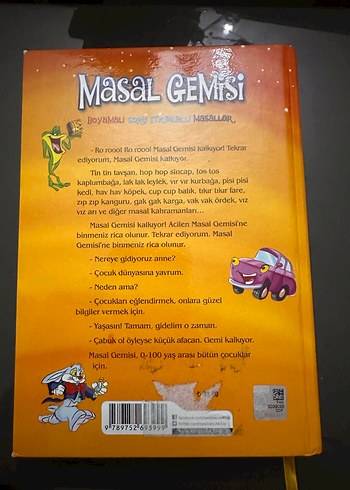 MASAL GEMİSİ
Boyamalı Masallar
- Ro rooo! Ro rooo! Masal Gemisi kalkıyor! Tekrar
ediyorum, Masal Gemisi kalkıyor.
Tin tin tavşan, hop hop sincap, tos tos
kaplumbağa, lak lak leylek, vır vır kurbağa, pisi pisi
kedi, hav hav köpek, cup cup balık, tıkır tıkır fare,
zıp zıp kanguru, gak gak karga, vak vak ördek, vız
vız arı ve diğer masal kahramanları...
Masal Gemisi kalkıyor! Acilen Masal Gemisi'ne
binmeniz rica olunur. Tekrar ediyorum. Masal
Gemisi'ne binmeniz rica olunur.
- Nereye gidiyoruz anne?
- Çocuk dünyasına yavrum.
- Neden ama?
- Çocukları eğlendirmek, onlara güzel
bilgiler vermek için.
- Yaşasın! Tamam, gidelim o zaman.
- Çabuk ol öyleyse küçük afacan. Gemi kalkıyor.
Masal Gemisi, 0-100 yaş arası bütün çocuklar
için.
9 789752 695993